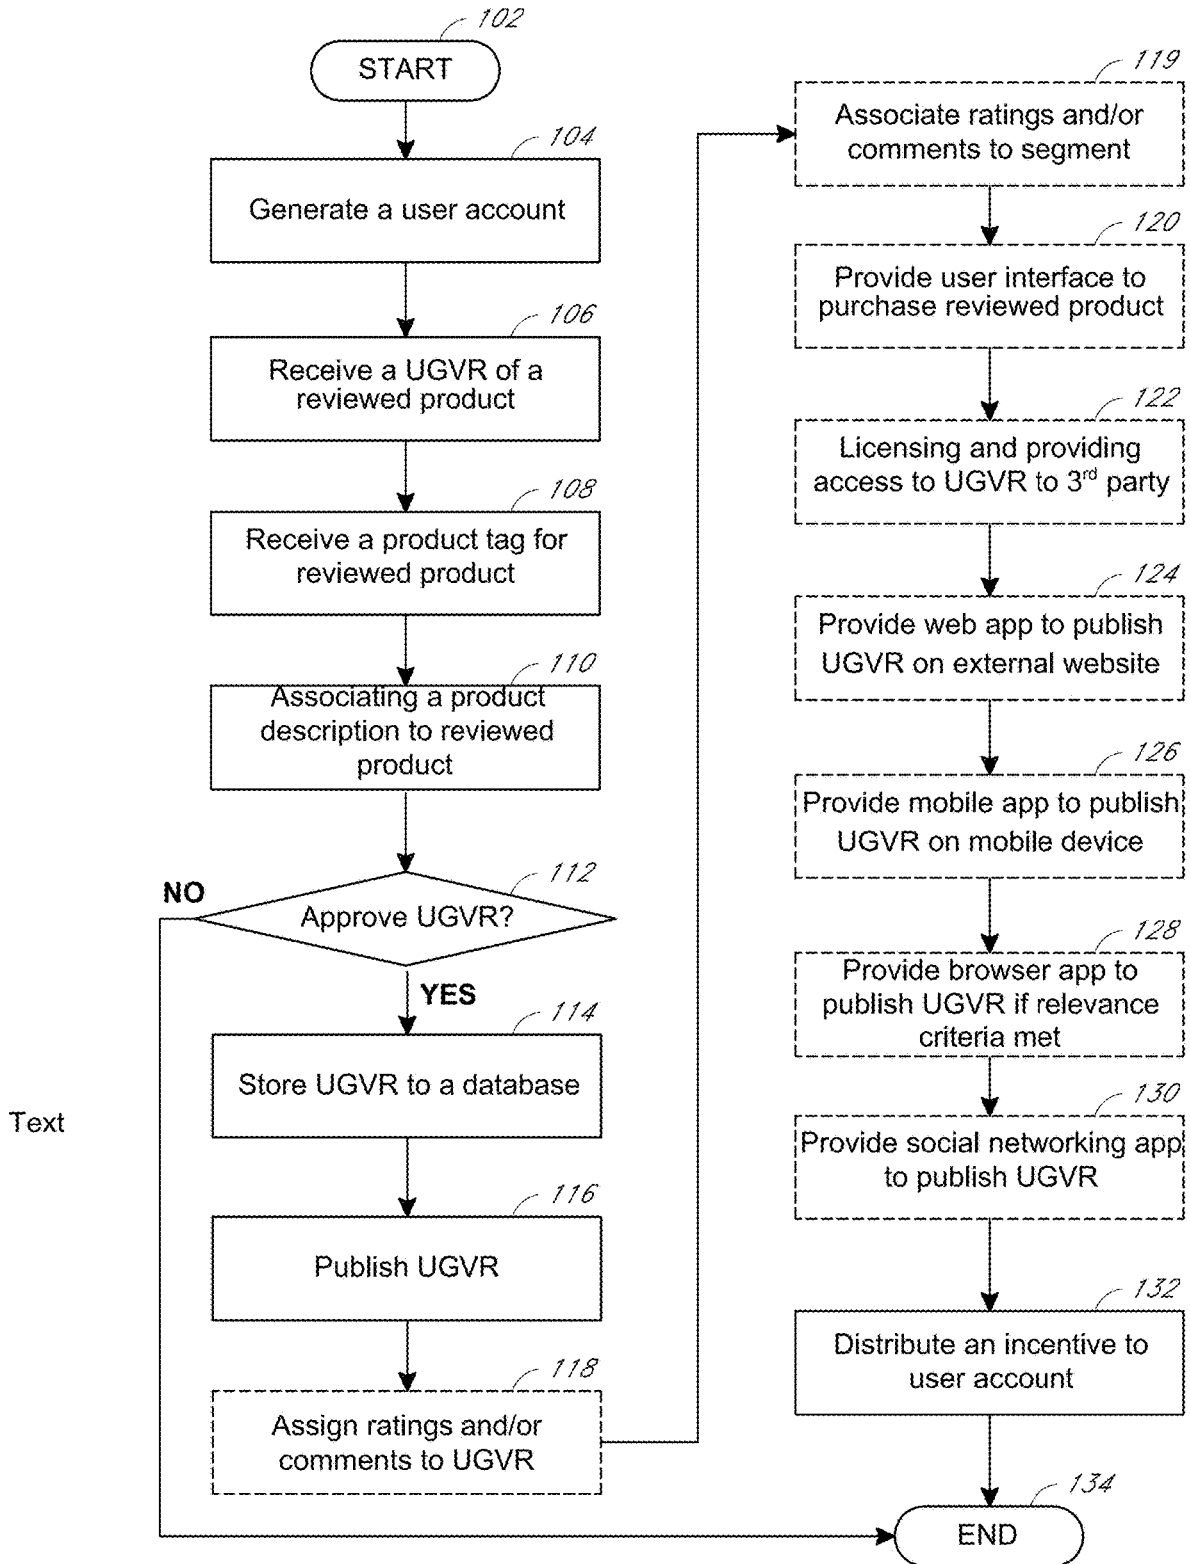 102
START
104
Generate a user account
106
Receive a UGVR of a
reviewed product
108
Receive a product tag for
reviewed product
110
Associating a product
description to reviewed
product
112
NO
Approve UGVR?
YES
114
Store UGVR to a database
Text
116
Publish UGVR
118
Assign ratings and/or
comments to UGVR
119
Associate ratings and/or
comments to segment
120
Provide user interface to
purchase reviewed product
122
Licensing and providing
access to UGVR to 3rd party
124
Provide web app to publish
UGVR on external website
126
Provide mobile app to publish
UGVR on mobile device
128
Provide browser app to
publish UGVR if relevance
criteria met
130
Provide social networking app
to publish UGVR
132
Distribute an incentive to
user account
134
END